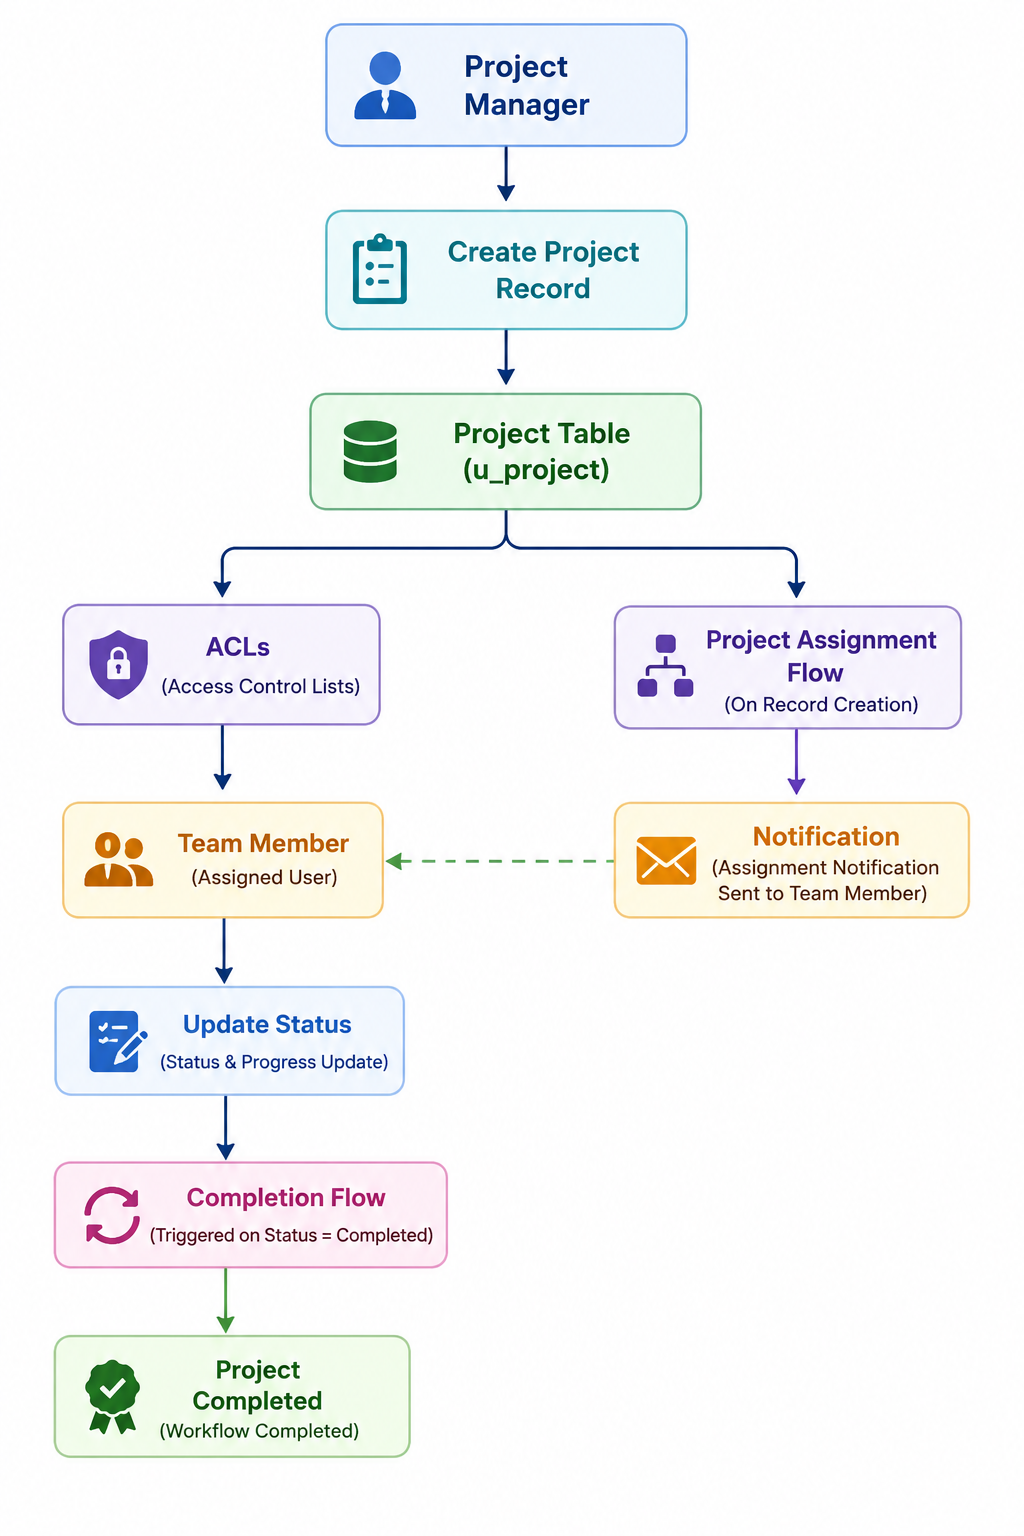 Project
Manager
Create Project
Record
Project Table
(u_project)
ACLs
(Access Control Lists)
Project Assignment
Flow
(On Record Creation)
Team Member
(Assigned User)
Notification
(Assignment Notification
Sent to Team Member)
Update Status
(Status & Progress Update)
Completion Flow
(Triggered on Status = Completed)
Project
Completed
(Workflow Completed)